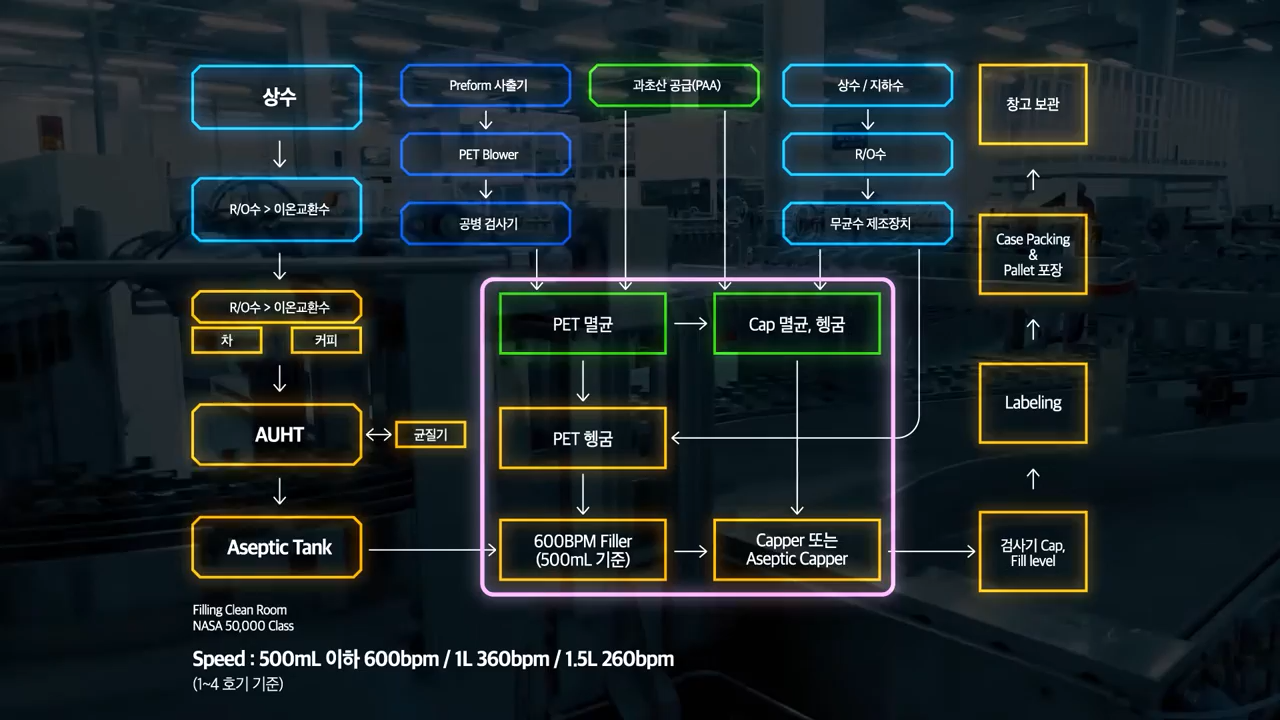 상수
R/O수 > 이온교환수
R/O수 > 이온교환수
차
커피
AUHT
균질기
Aseptic Tank
Preform 사출기
PET Blower
공병 검사기
과초산 공급(PAA)
상수 / 지하수
R/O수
무균수 제조장치
PET 멸균
Cap 멸균, 헹굼
PET 헹굼
600BPM Filler
(500mL 기준)
Capper 또는
Aseptic Capper
창고 보관
Case Packing
&
Pallet 포장
Labeling
검사기 Cap,
Fill level
Filling Clean Room
NASA 50,000 Class
Speed : 500mL 이하 600bpm / 1L 360bpm / 1.5L 260bpm
(1~4 호기 기준)